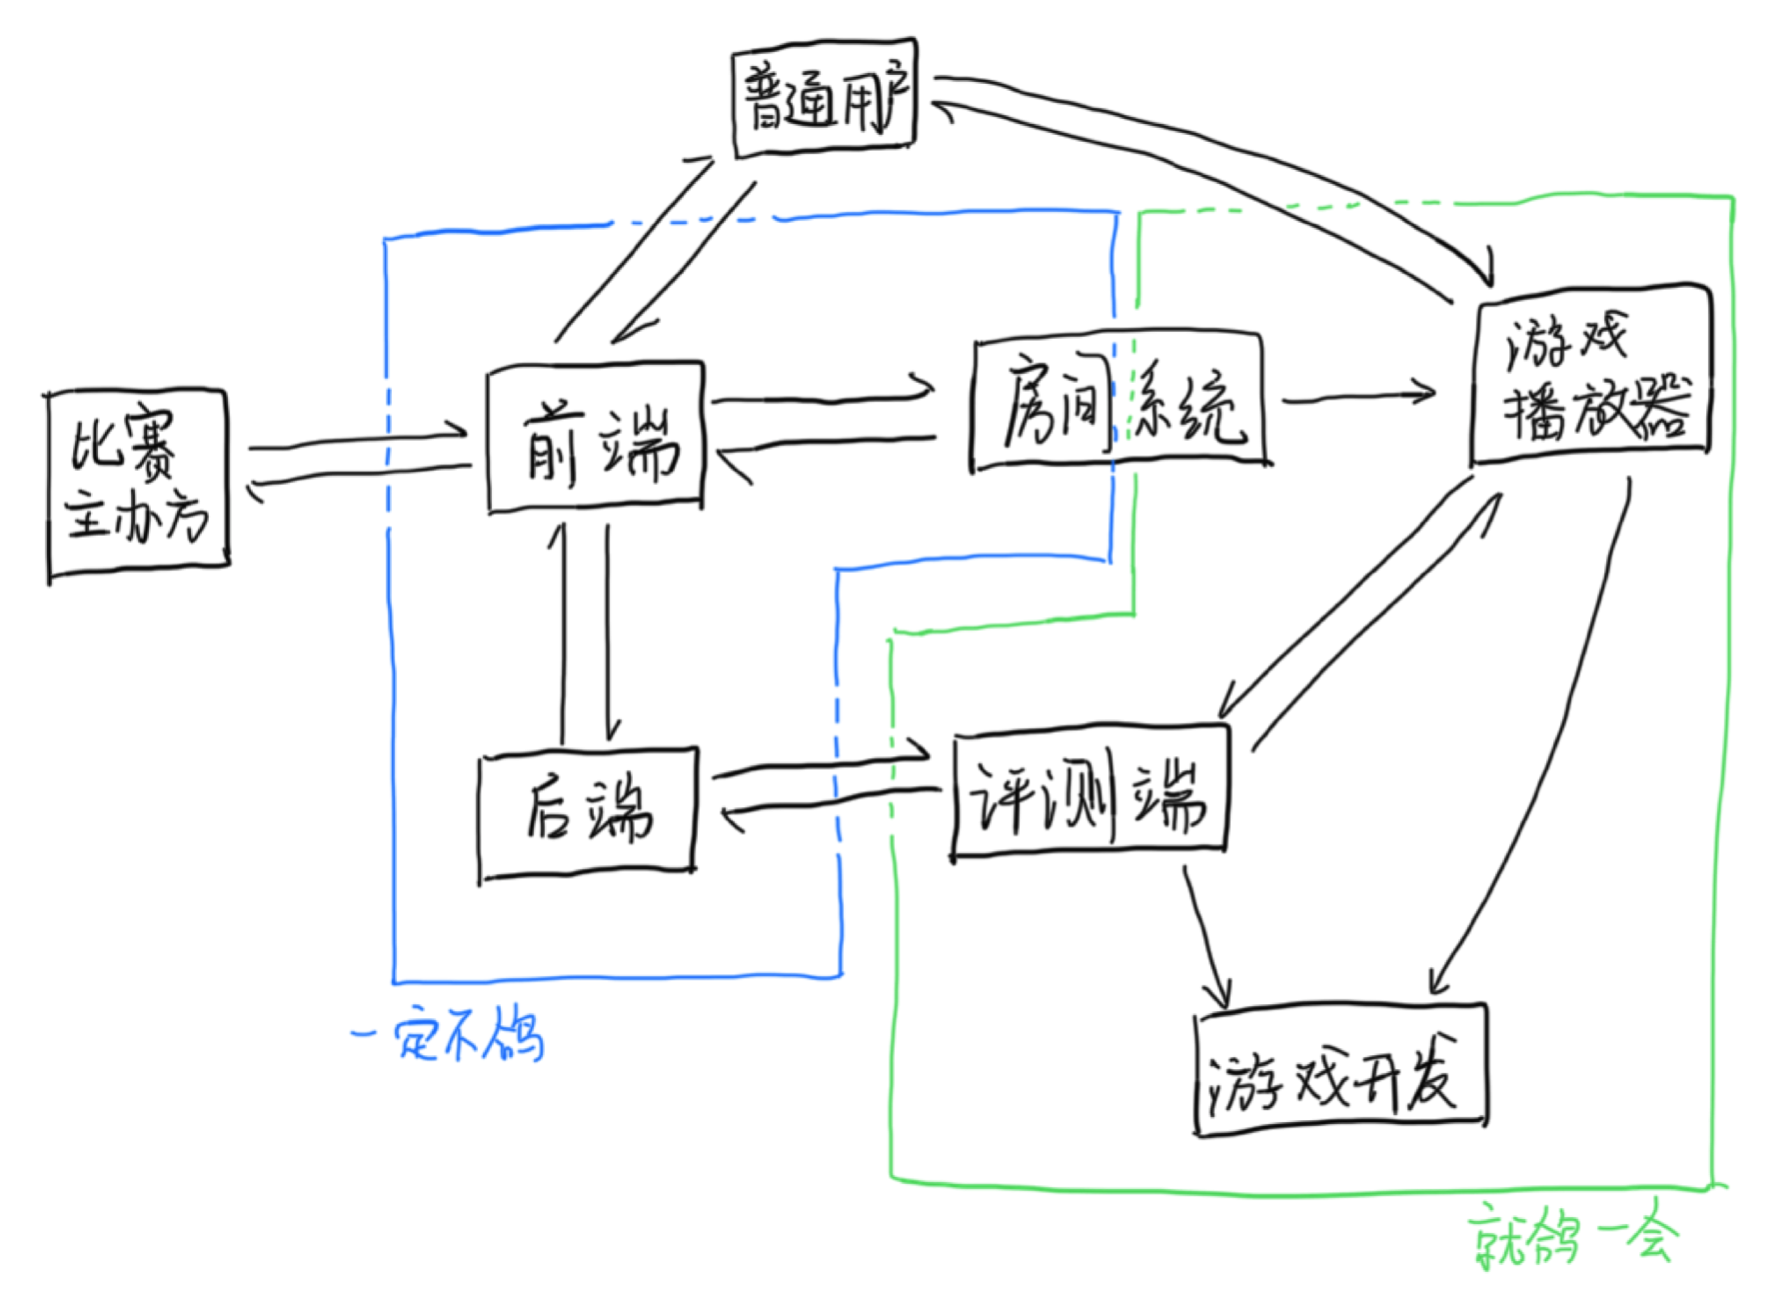 普通用户
比赛
主办方
前端
房间系统
游戏
播放器
后端
评测端
游戏开发
一定不鸽
就鸽一会